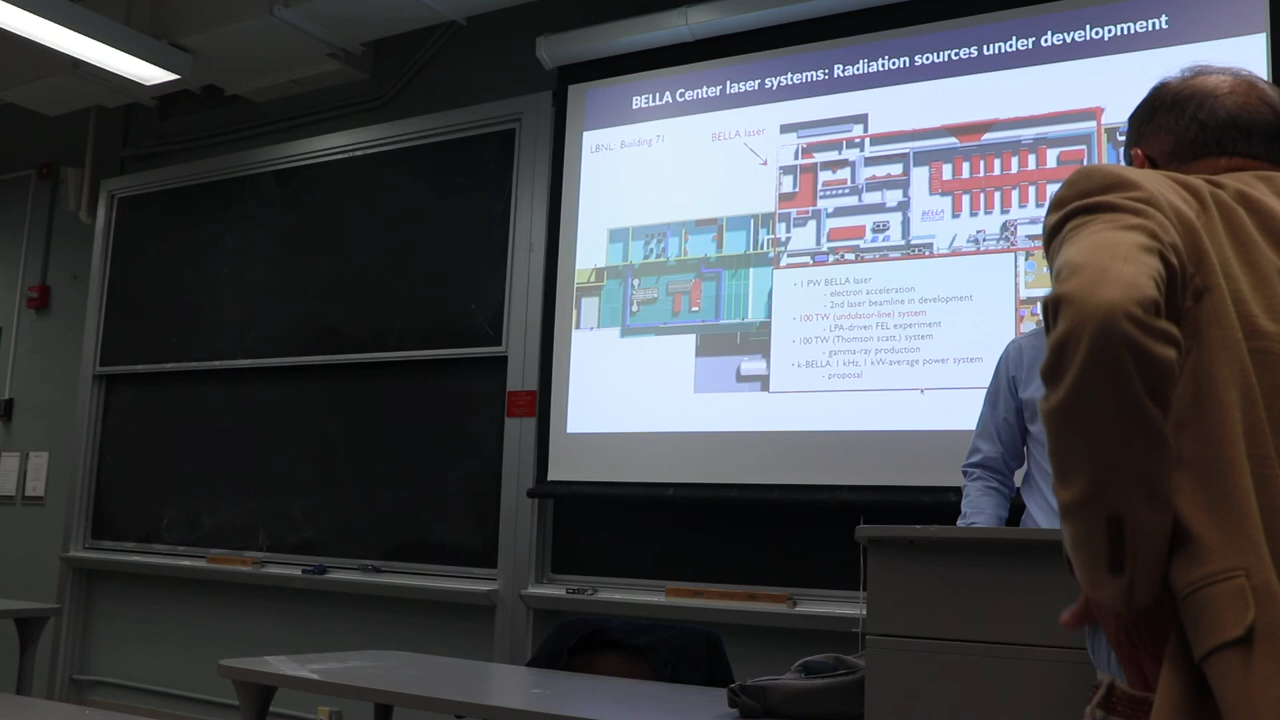 BELLA Center laser systems: Radiation sources under development
LBNL: Building 71
BELLA laser
BELLA
• 1 PW BELLA laser
- electron acceleration
- 2nd laser beamline in development
• 100 TW (undulator-line) system
- LPA-driven FEL experiment
• 100 TW (Thomson scatt.) system
- gamma-ray production
• k-BELLA: 1 kHz, 1 kW-average power system
- proposal